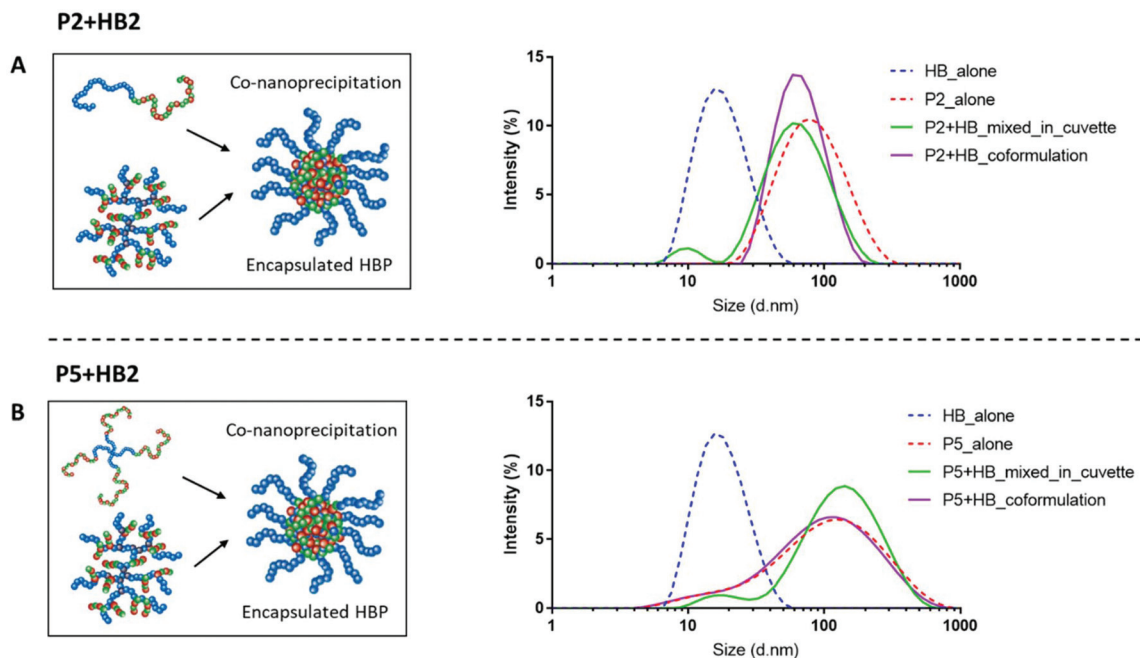 P2+HB2
A
Co-nanoprecipitation
Encapsulated HBP
15
10
5
0
Intensity (%)
1
10
100
1000
Size (d.nm)
HB_alone
P2_alone
P2+HB_mixed_in_cuvette
P2+HB_coformulation
P5+HB2
B
Co-nanoprecipitation
Encapsulated HBP
15
10
5
0
Intensity (%)
1
10
100
1000
Size (d.nm)
HB_alone
P5_alone
P5+HB_mixed_in_cuvette
P5+HB_coformulation